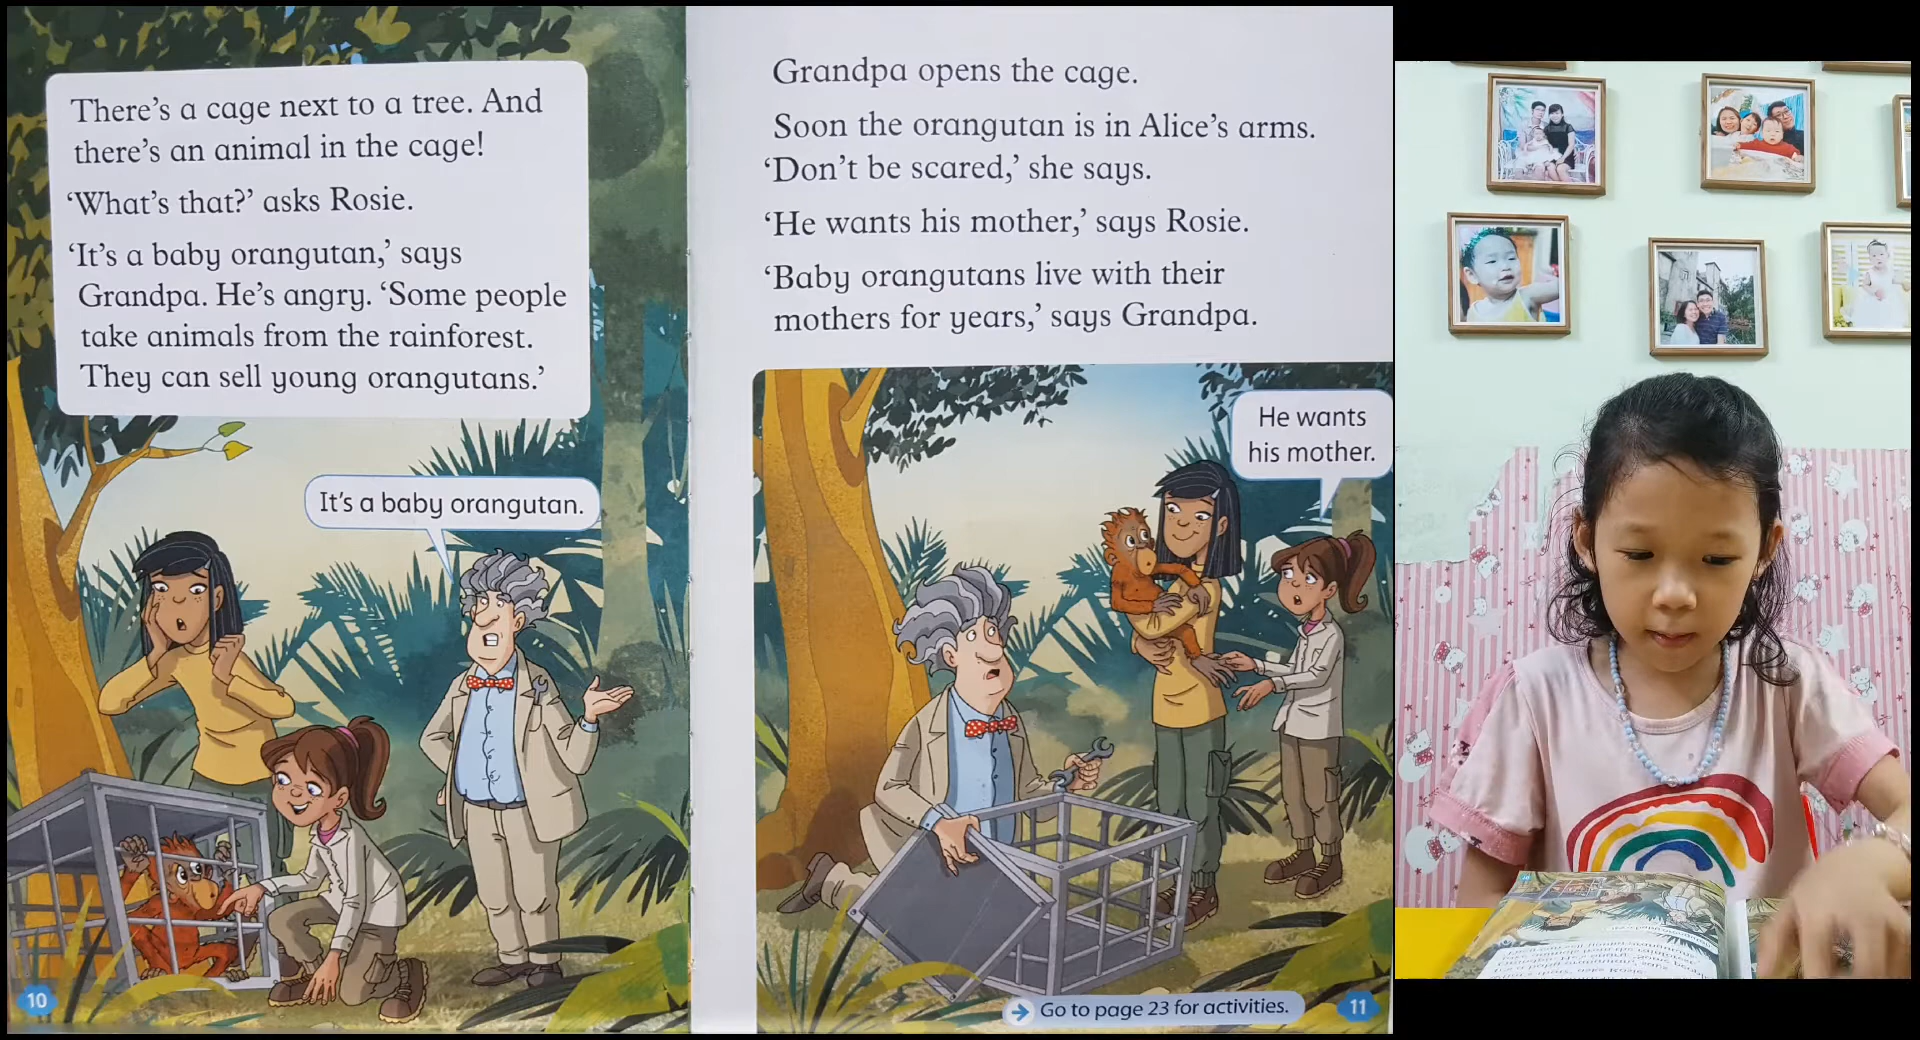 There's a cage next to a tree. And
there's an animal in the cage!
‘What's that?’ asks Rosie.
‘It's a baby orangutan,’ says
Grandpa. He's angry. ‘Some people
take animals from the rainforest.
They can sell young orangutans.’
It's a baby orangutan.
10
Grandpa opens the cage.
Soon the orangutan is in Alice's arms.
‘Don't be scared,’ she says.
‘He wants his mother,’ says Rosie.
‘Baby orangutans live with their
mothers for years,’ says Grandpa.
He wants
his mother.
Go to page 23 for activities.
11